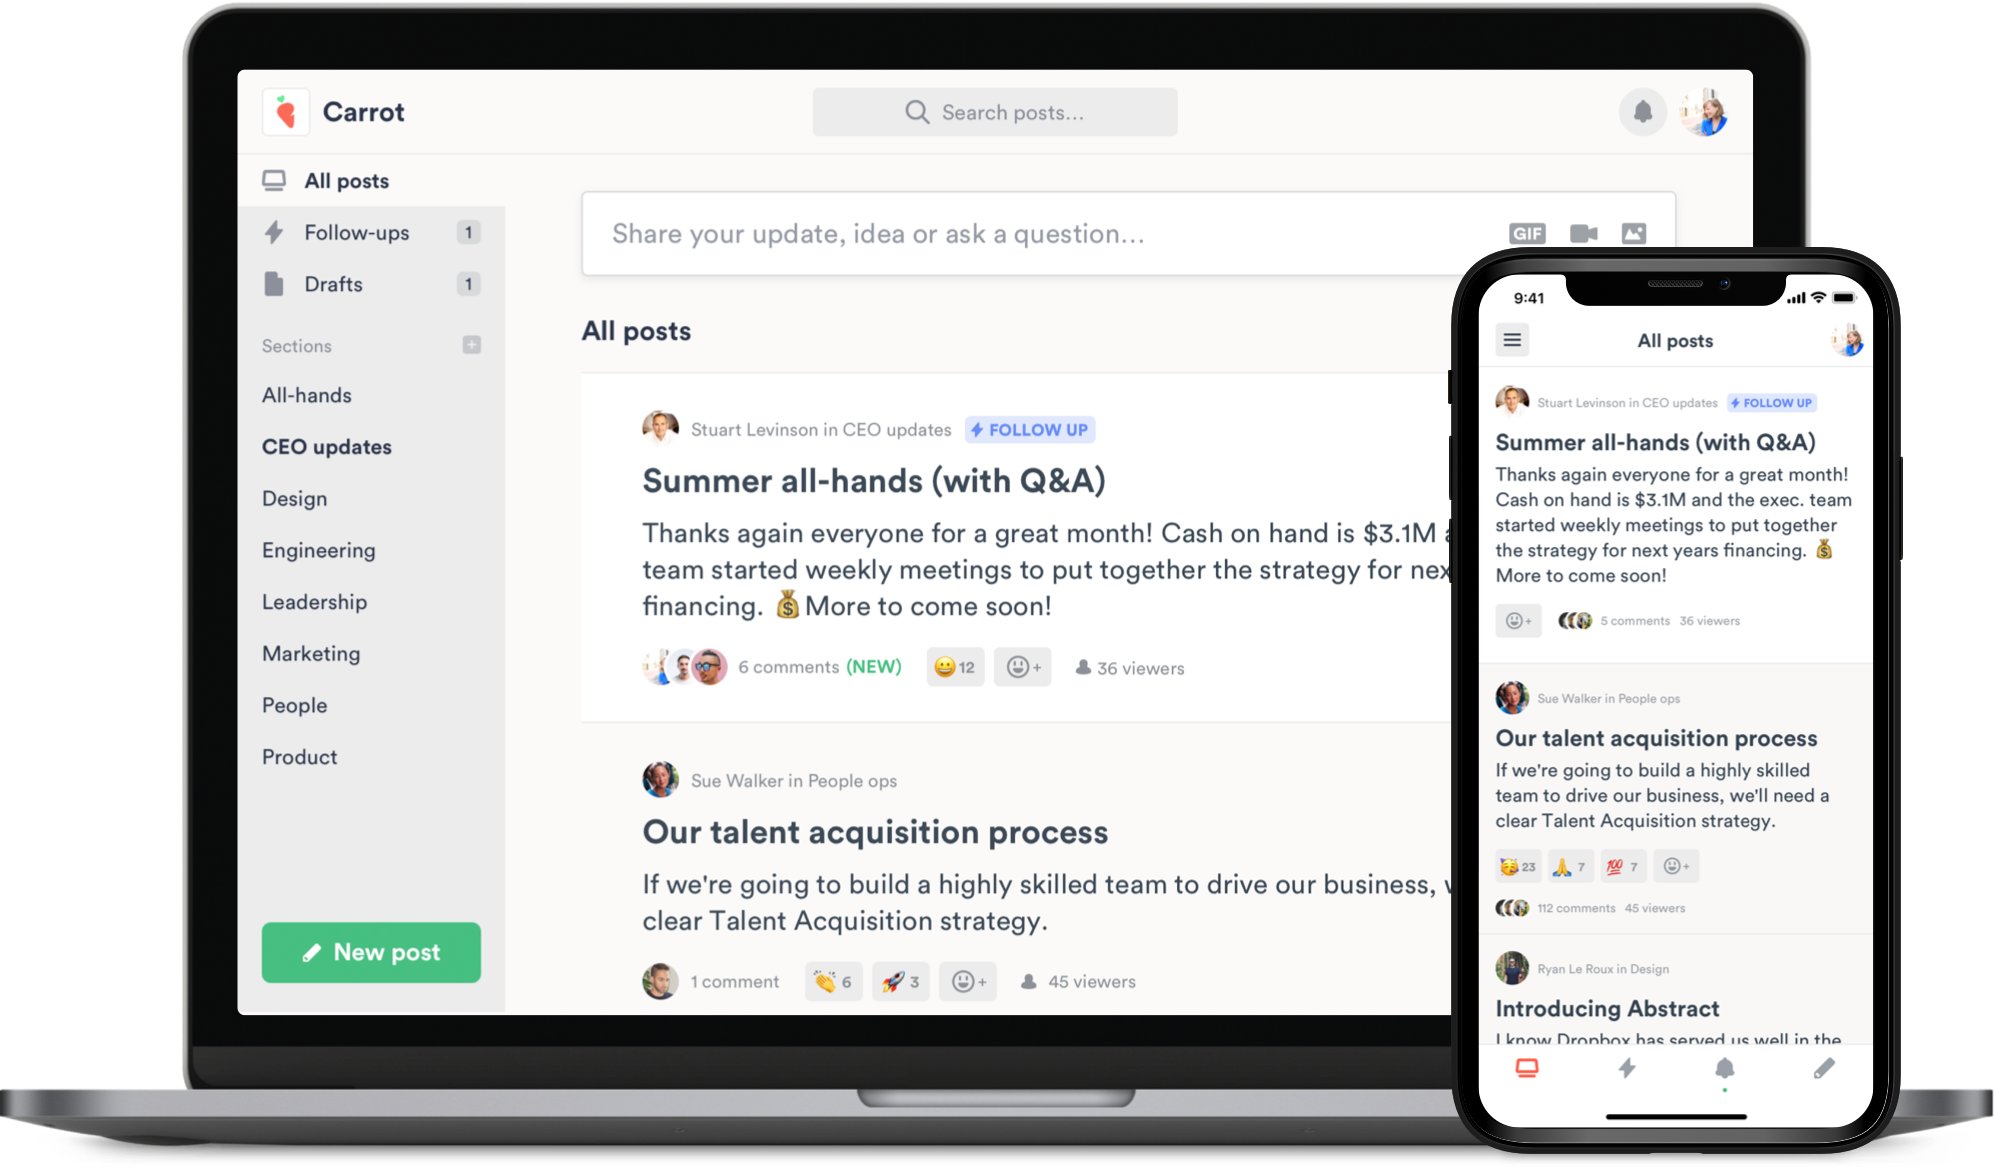 Carrot
Search posts...
All posts
Follow-ups 1
Drafts 1
Sections
All-hands
CEO updates
Design
Engineering
Leadership
Marketing
People
Product
New post
Share your update, idea or ask a question...
GIF
All posts
Stuart Levinson in CEO updates FOLLOW UP
Summer all-hands (with Q&A)
Thanks again everyone for a great month! Cash on hand is $3.1M
team started weekly meetings to put together the strategy for nex
financing. 💰 More to come soon!
6 comments (NEW) 😀 12 + 36 viewers
Sue Walker in People ops
Our talent acquisition process
If we're going to build a highly skilled team to drive our business,
clear Talent Acquisition strategy.
1 comment 👏 6 🚀 3 + 45 viewers
9:41
All posts
Stuart Levinson in CEO updates FOLLOW UP
Summer all-hands (with Q&A)
Thanks again everyone for a great month!
Cash on hand is $3.1M and the exec. team
started weekly meetings to put together
the strategy for next years financing. 💰
More to come soon!
+ 5 comments 36 viewers
Sue Walker in People ops
Our talent acquisition process
If we're going to build a highly skilled
team to drive our business, we'll need a
clear Talent Acquisition strategy.
🥳 23 🙏 7 💯 7 +
112 comments 45 viewers
Ryan Le Roux in Design
Introducing Abstract
I know Dropbox has served us well in the